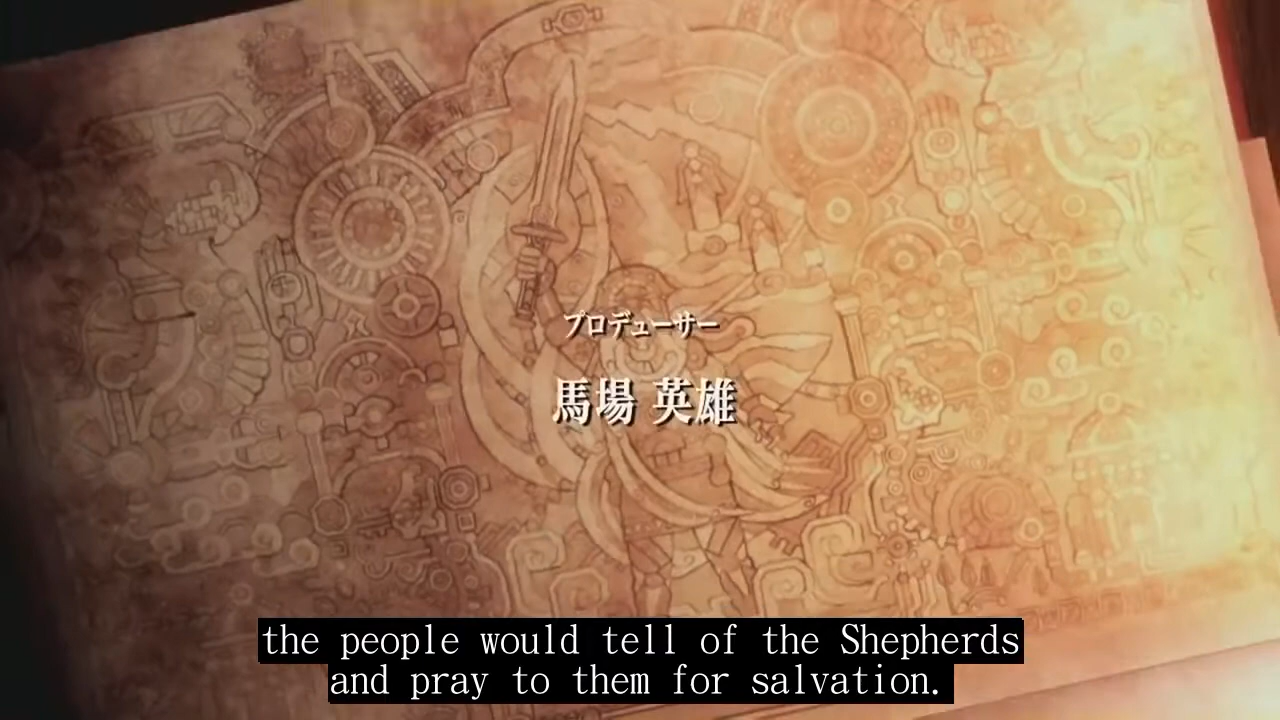 プロデューサー
馬場 英雄
the people would tell of the Shepherds
and pray to them for salvation.